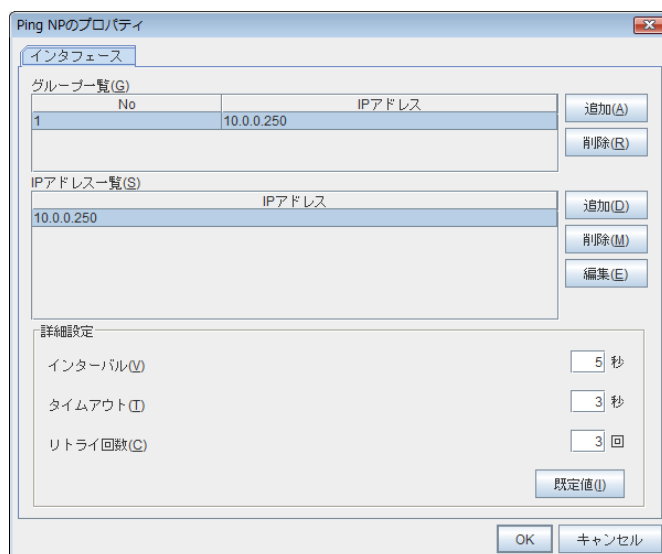 Ping NPのプロパティ
インタフェース
グループ一覧(G)
No IPアドレス
1 10.0.0.250
追加(A)
削除(R)
IPアドレス一覧(S)
IPアドレス
10.0.0.250
追加(D)
削除(M)
編集(E)
詳細設定
インターバル(V) 5 秒
タイムアウト(T) 3 秒
リトライ回数(C) 3 回
既定値(I)
OK キャンセル